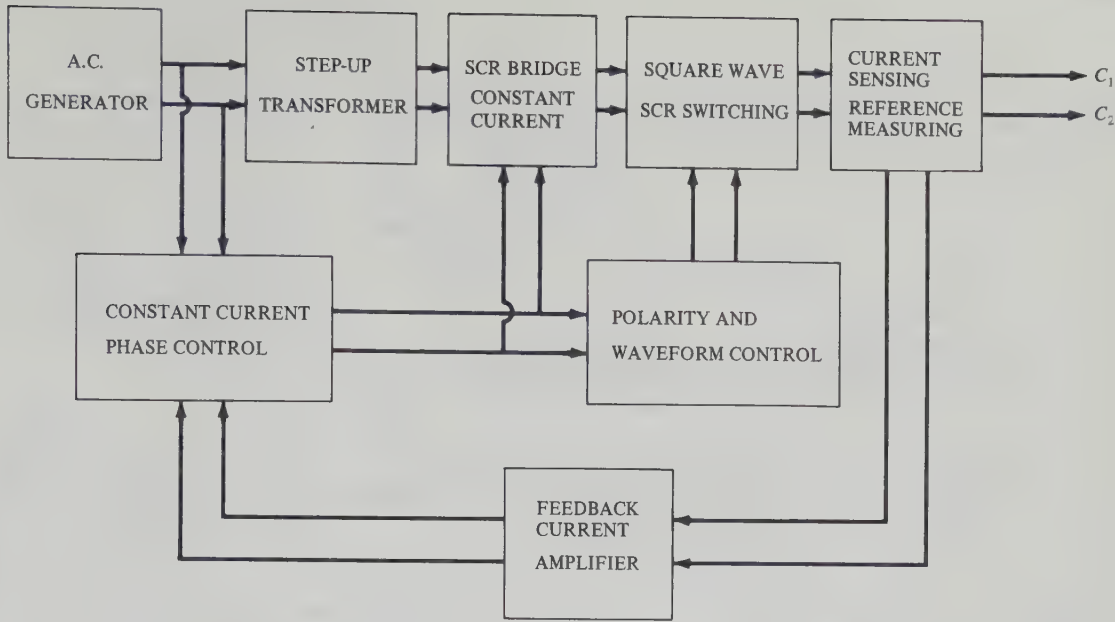 A.C.
GENERATOR
STEP-UP
TRANSFORMER
SCR BRIDGE
CONSTANT
CURRENT
SQUARE WAVE
SCR SWITCHING
CURRENT
SENSING
REFERENCE
MEASURING
C₁
C₂
CONSTANT CURRENT
PHASE CONTROL
POLARITY AND
WAVEFORM CONTROL
FEEDBACK
CURRENT
AMPLIFIER